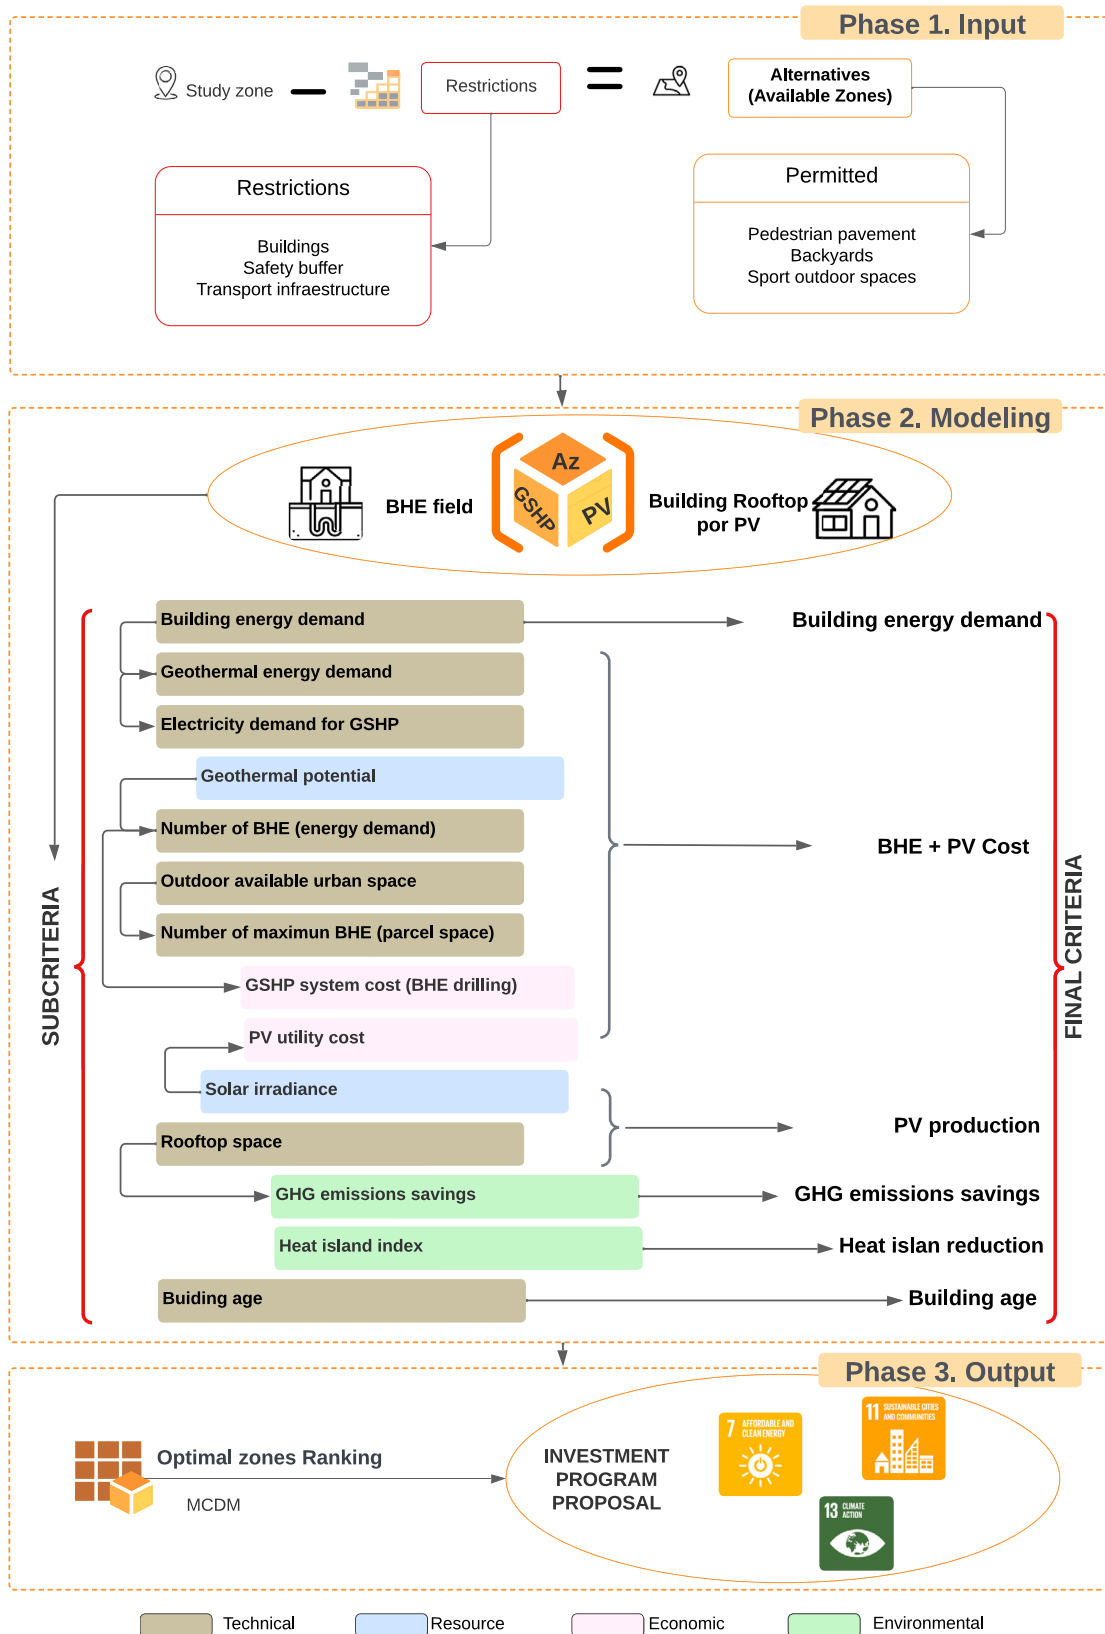 Phase 1. Input
Study zone
Restrictions
Alternatives
(Available Zones)
Restrictions
Buildings
Safety buffer
Transport infraestructure
Permitted
Pedestrian pavement
Backyards
Sport outdoor spaces
Phase 2. Modeling
BHE field
Az
GSHP
PV
Building Rooftop
por PV
SUBCRITERIA
Building energy demand
Geothermal energy demand
Electricity demand for GSHP
Geothermal potential
Number of BHE (energy demand)
Outdoor available urban space
Number of maximun BHE (parcel space)
GSHP system cost (BHE drilling)
PV utility cost
Solar irradiance
Rooftop space
GHG emissions savings
Heat island index
Buiding age
Building energy demand
BHE + PV Cost
PV production
GHG emissions savings
Heat islan reduction
Building age
FINAL CRITERIA
Phase 3. Output
Optimal zones Ranking
MCDM
INVESTMENT
PROGRAM
PROPOSAL
7 AFFORDABLE AND
CLEAN ENERGY
11 SUSTAINABLE CITIES
AND COMMUNITIES
13 CLIMATE
ACTION
Technical
Resource
Economic
Environmental